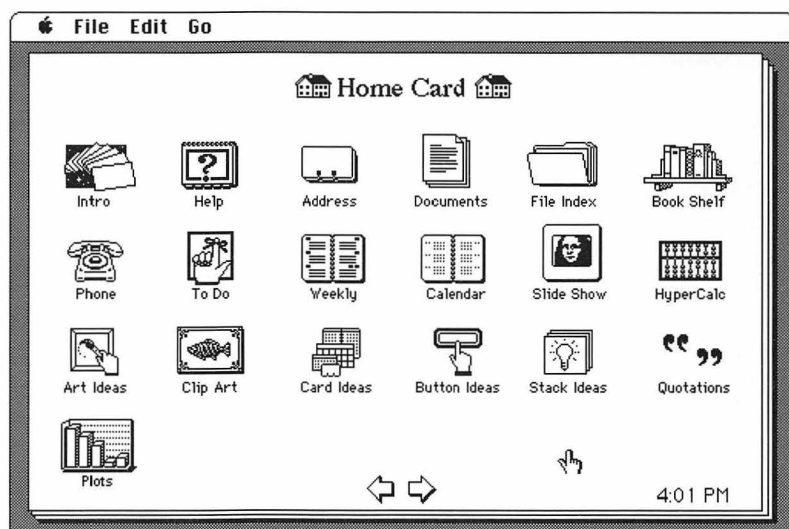 File Edit Go
Home Card
Intro Help Address Documents File Index Book Shelf
Phone To Do Weekly Calendar Slide Show HyperCalc
Art Ideas Clip Art Card Ideas Button Ideas Stack Ideas Quotations
Plots
4:01 PM